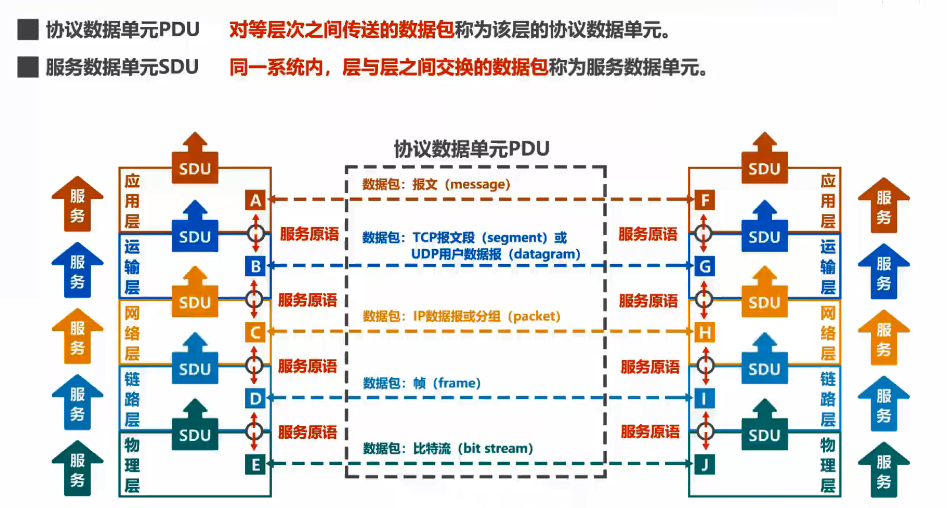 协议数据单元PDU 对等层次之间传送的数据包称为该层的协议数据单元。
服务数据单元SDU 同一系统内，层与层之间交换的数据包称为服务数据单元。
协议数据单元PDU
服务
应用层
SDU
A
数据包：报文（message）
F
SDU
应用层
服务
服务原语
服务原语
服务
运输层
SDU
B
数据包：TCP报文段（segment）或
UDP用户数据报（datagram）
G
SDU
运输层
服务
服务原语
服务原语
服务
网络层
SDU
C
数据包：IP数据报或分组（packet）
H
SDU
网络层
服务
服务原语
服务原语
服务
链路层
SDU
D
数据包：帧（frame）
I
SDU
链路层
服务
服务原语
服务原语
服务
物理层
SDU
E
数据包：比特流（bit stream）
J
SDU
物理层
服务